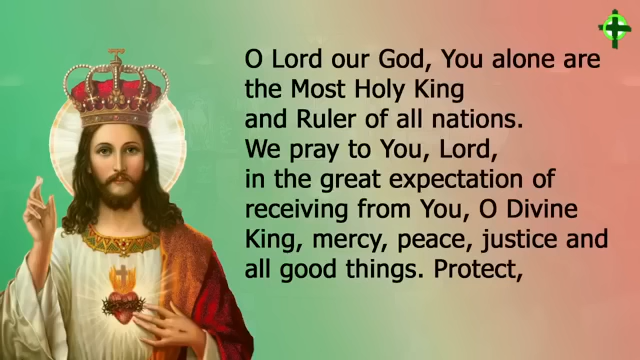 O Lord our God, You alone are
the Most Holy King
and Ruler of all nations.
We pray to You, Lord,
in the great expectation of
receiving from You, O Divine
King, mercy, peace, justice and
all good things. Protect,